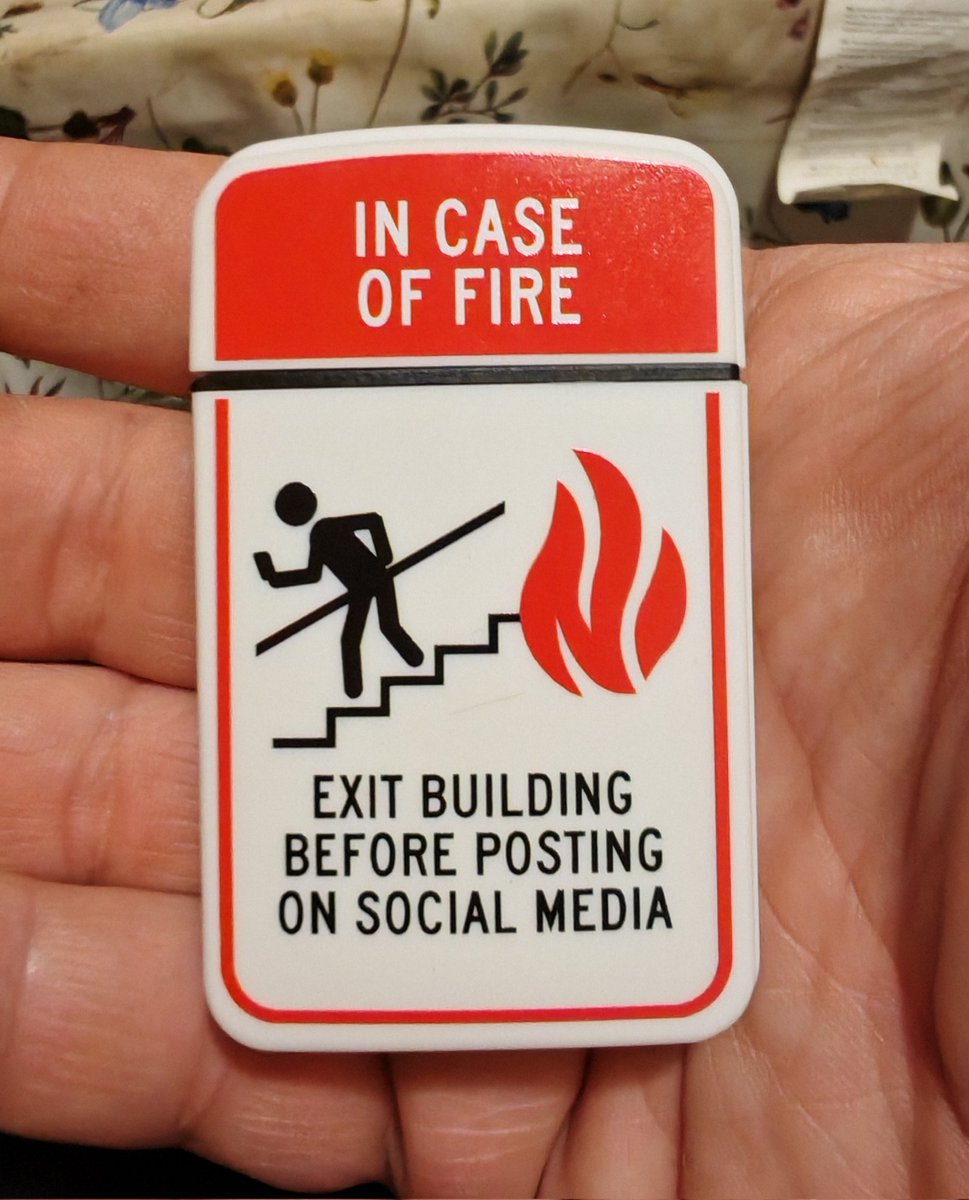 IN CASE
OF FIRE
EXIT BUILDING
BEFORE POSTING
ON SOCIAL MEDIA